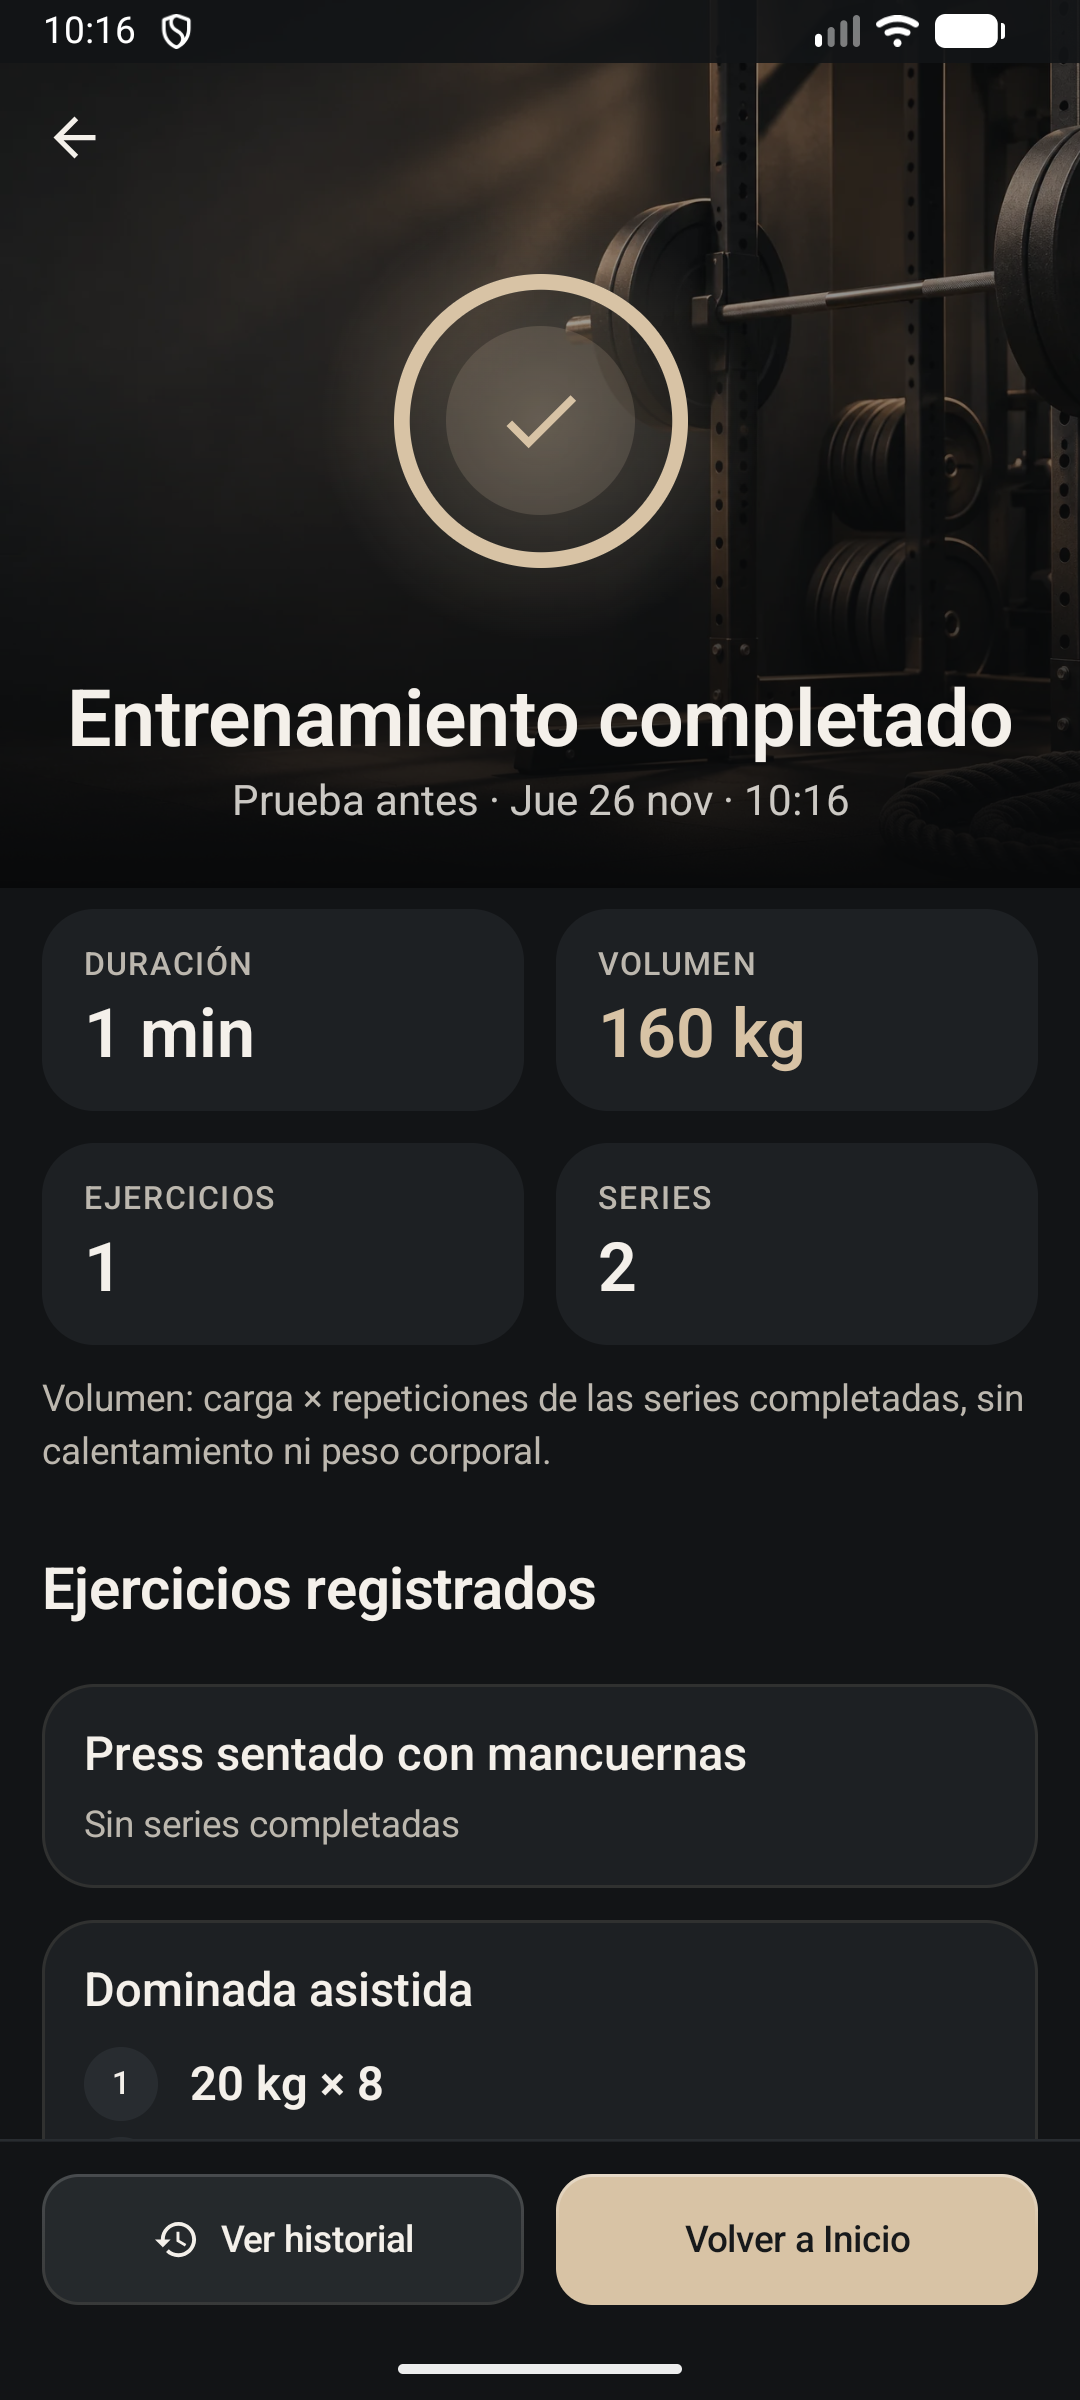 10:16
Entrenamiento completado
Prueba antes · Jue 26 nov · 10:16
DURACIÓN
1 min
VOLUMEN
160 kg
EJERCICIOS
1
SERIES
2
Volumen: carga × repeticiones de las series completadas, sin
calentamiento ni peso corporal.
Ejercicios registrados
Press sentado con mancuernas
Sin series completadas
Dominada asistida
1 20 kg × 8
Ver historial
Volver a Inicio